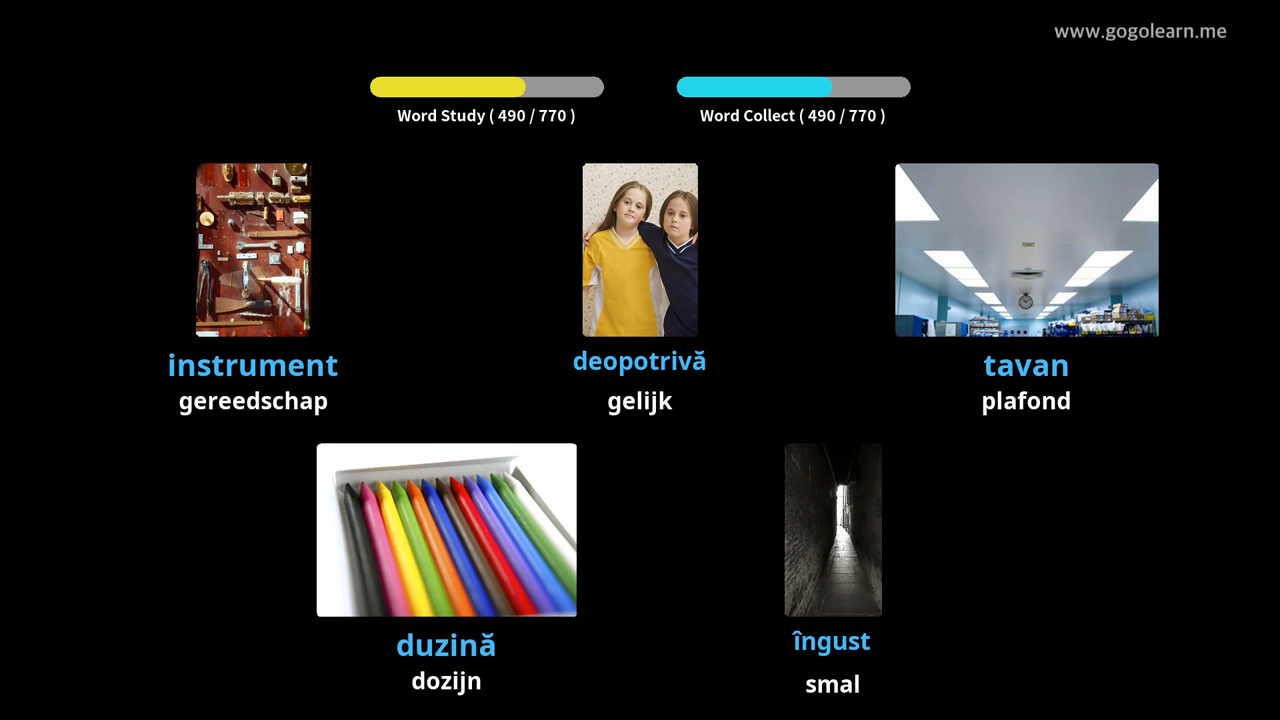 www.gogolearn.me
Word Study ( 490 / 770 )
Word Collect ( 490 / 770 )
instrument
gereedschap
deopotrivă
gelijk
tavan
plafond
duzină
dozijn
îngust
smal